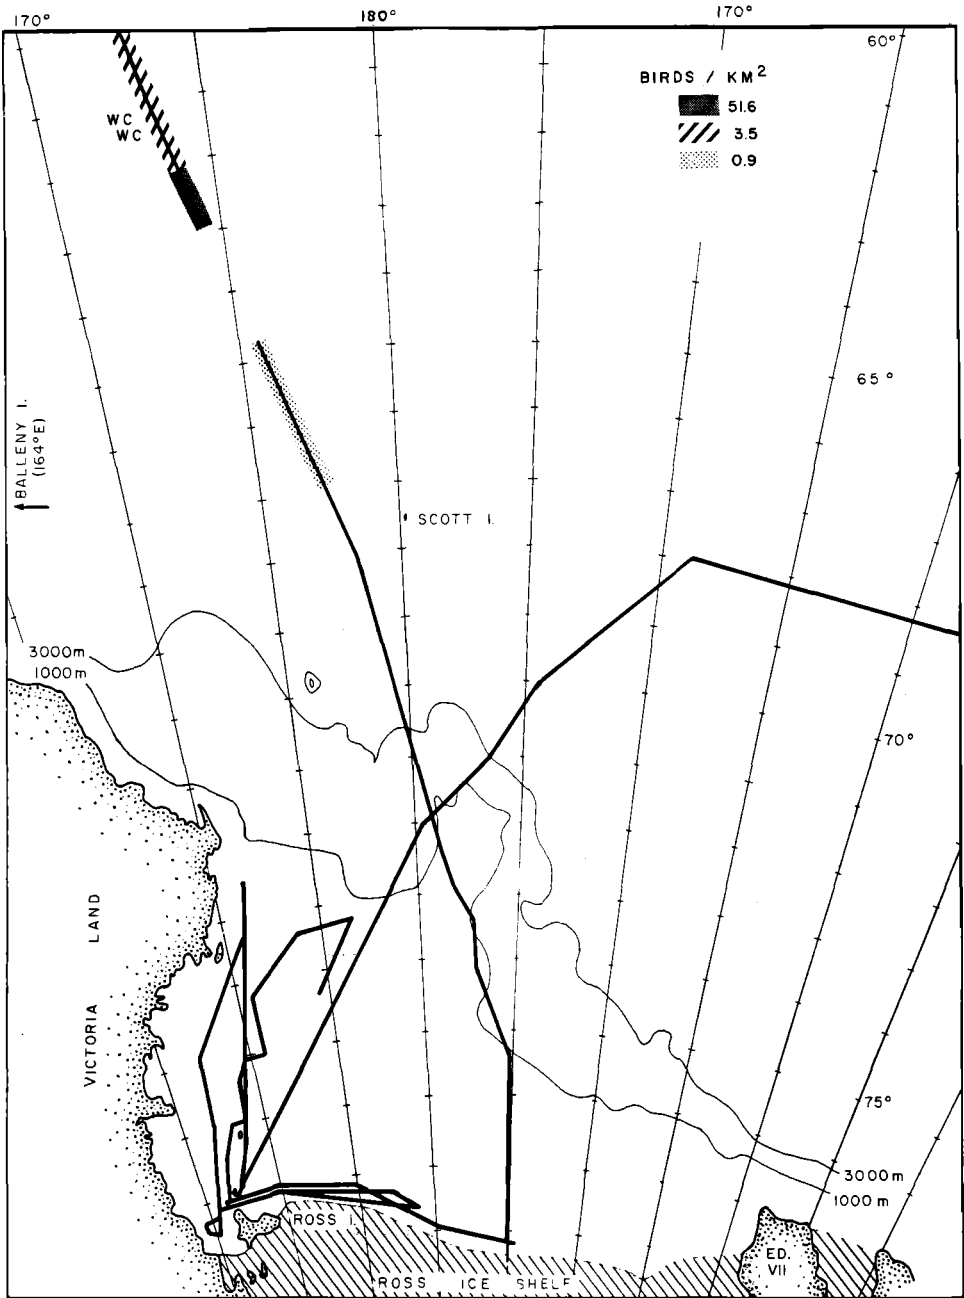 170°
180°
170°
60°
BIRDS / KM²
51.6
3.5
0.9
WC
WC
65°
BALLENY I.
(164°E)
SCOTT I.
3000m
1000m
70°
VICTORIA LAND
75°
3000m
1000m
ROSS I.
ED.
VII
ROSS ICE SHELF